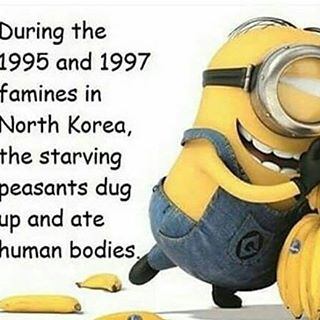 During the
1995 and 1997
famines in
North Korea,
the starving
peasants dug
up and ate
human bodies.